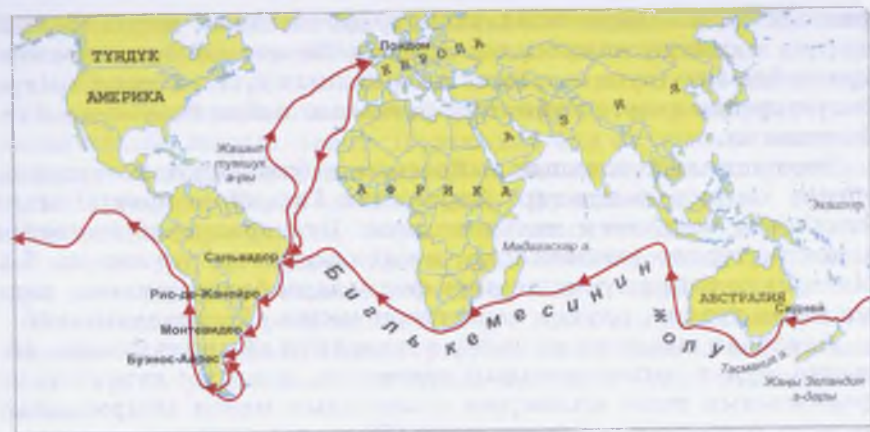 ТҮНДҮК
АМЕРИКА
Лондон
ЕВРОПА
АЗИЯ
Жашыл
тумшук
а-ры
АФРИКА
Экватор
Мадагаскар а.
Сальвадор
Рио-де-Жанейро
Монтевидео
Буэнос-Айрес
Бигль кемесинин жолу
АВСТРАЛИЯ
Сидней
Тасмания а.
Жаңы Зеландия
а-дары